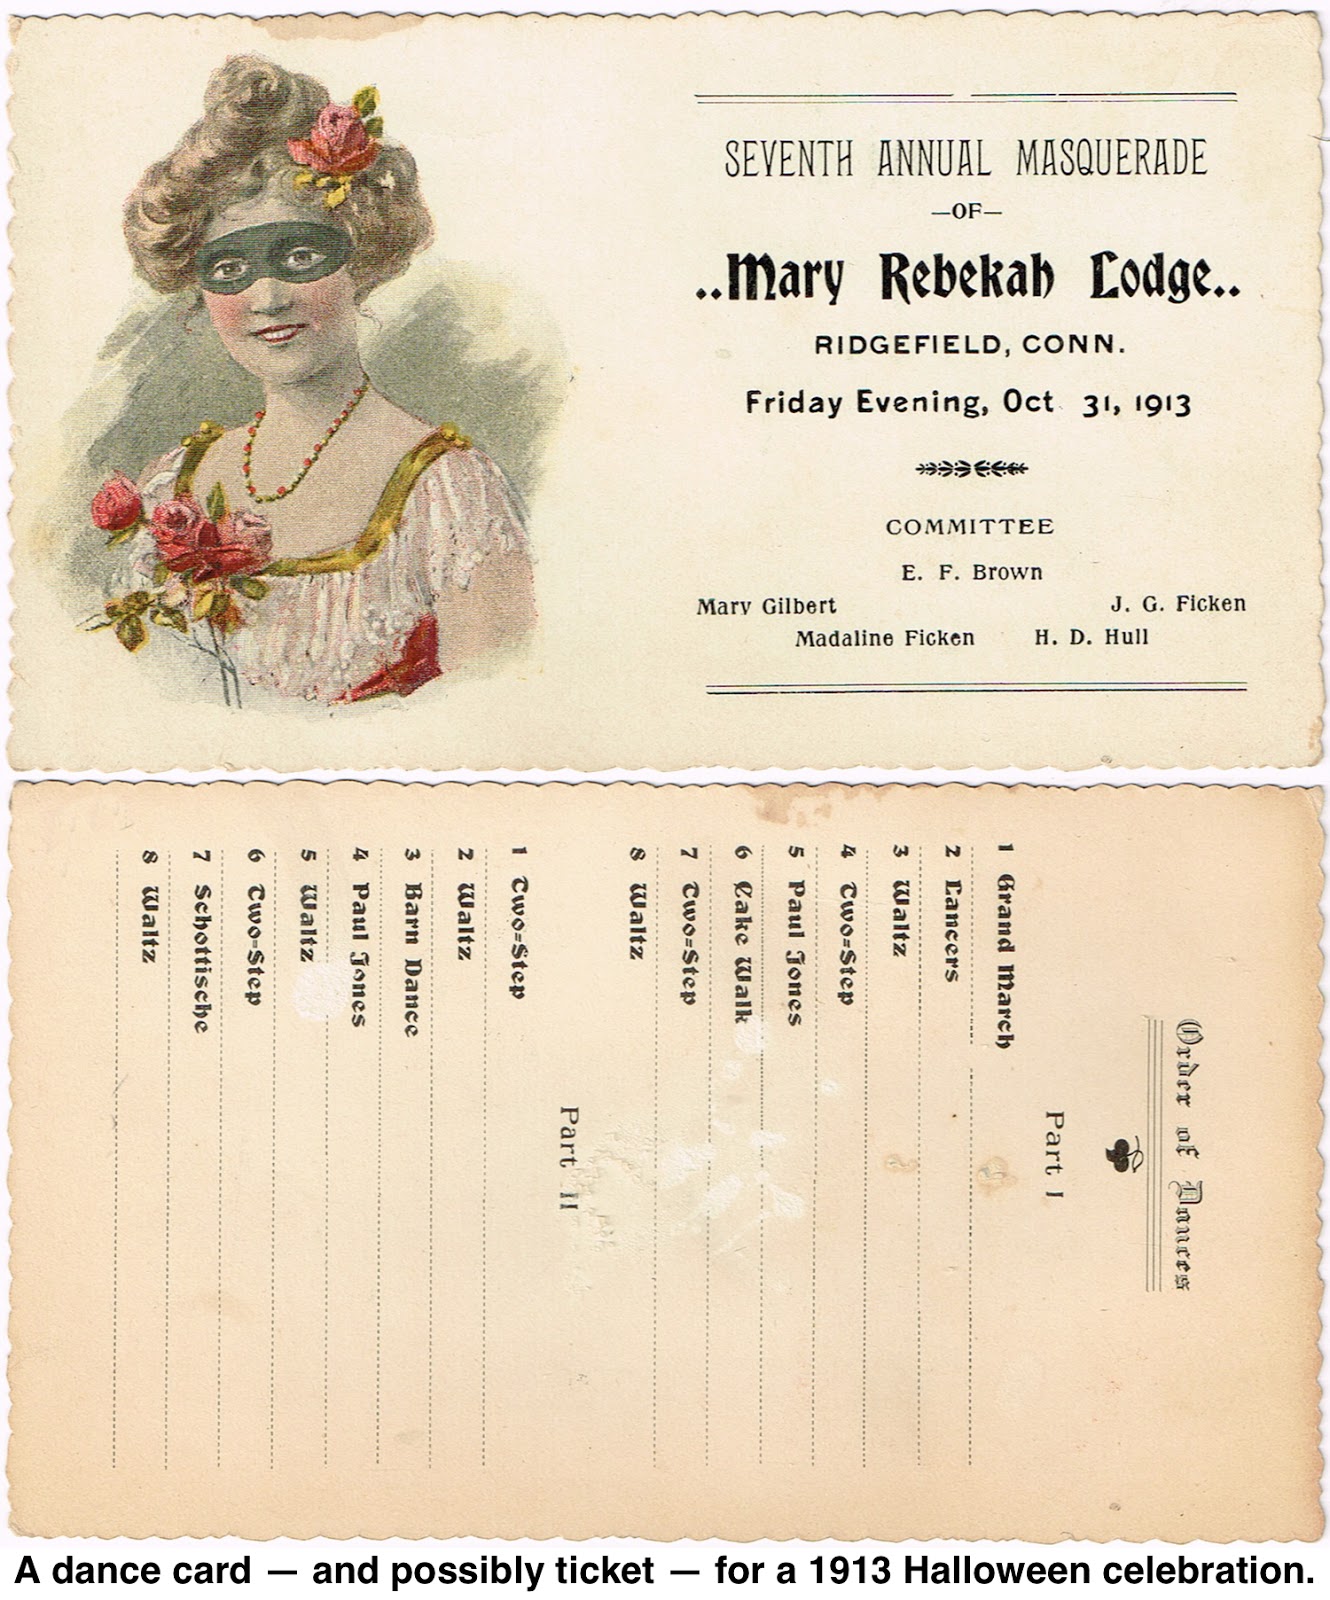 SEVENTH ANNUAL MASQUERADE
—OF—
..Mary Rebekah Lodge..
RIDGEFIELD, CONN.
Friday Evening, Oct 31, 1913
COMMITTEE
E. F. Brown
Mary Gilbert J. G. Ficken
Madaline Ficken H. D. Hull
Order of Dances
Part I
1 Grand March
2 Lancers
3 Waltz
4 Two=Step
5 Paul Jones
6 Cake Walk
7 Two=Step
8 Waltz
Part II
1 Two=Step
2 Waltz
3 Barn Dance
4 Paul Jones
5 Waltz
6 Two=Step
7 Schottische
8 Waltz
A dance card — and possibly ticket — for a 1913 Halloween celebration.